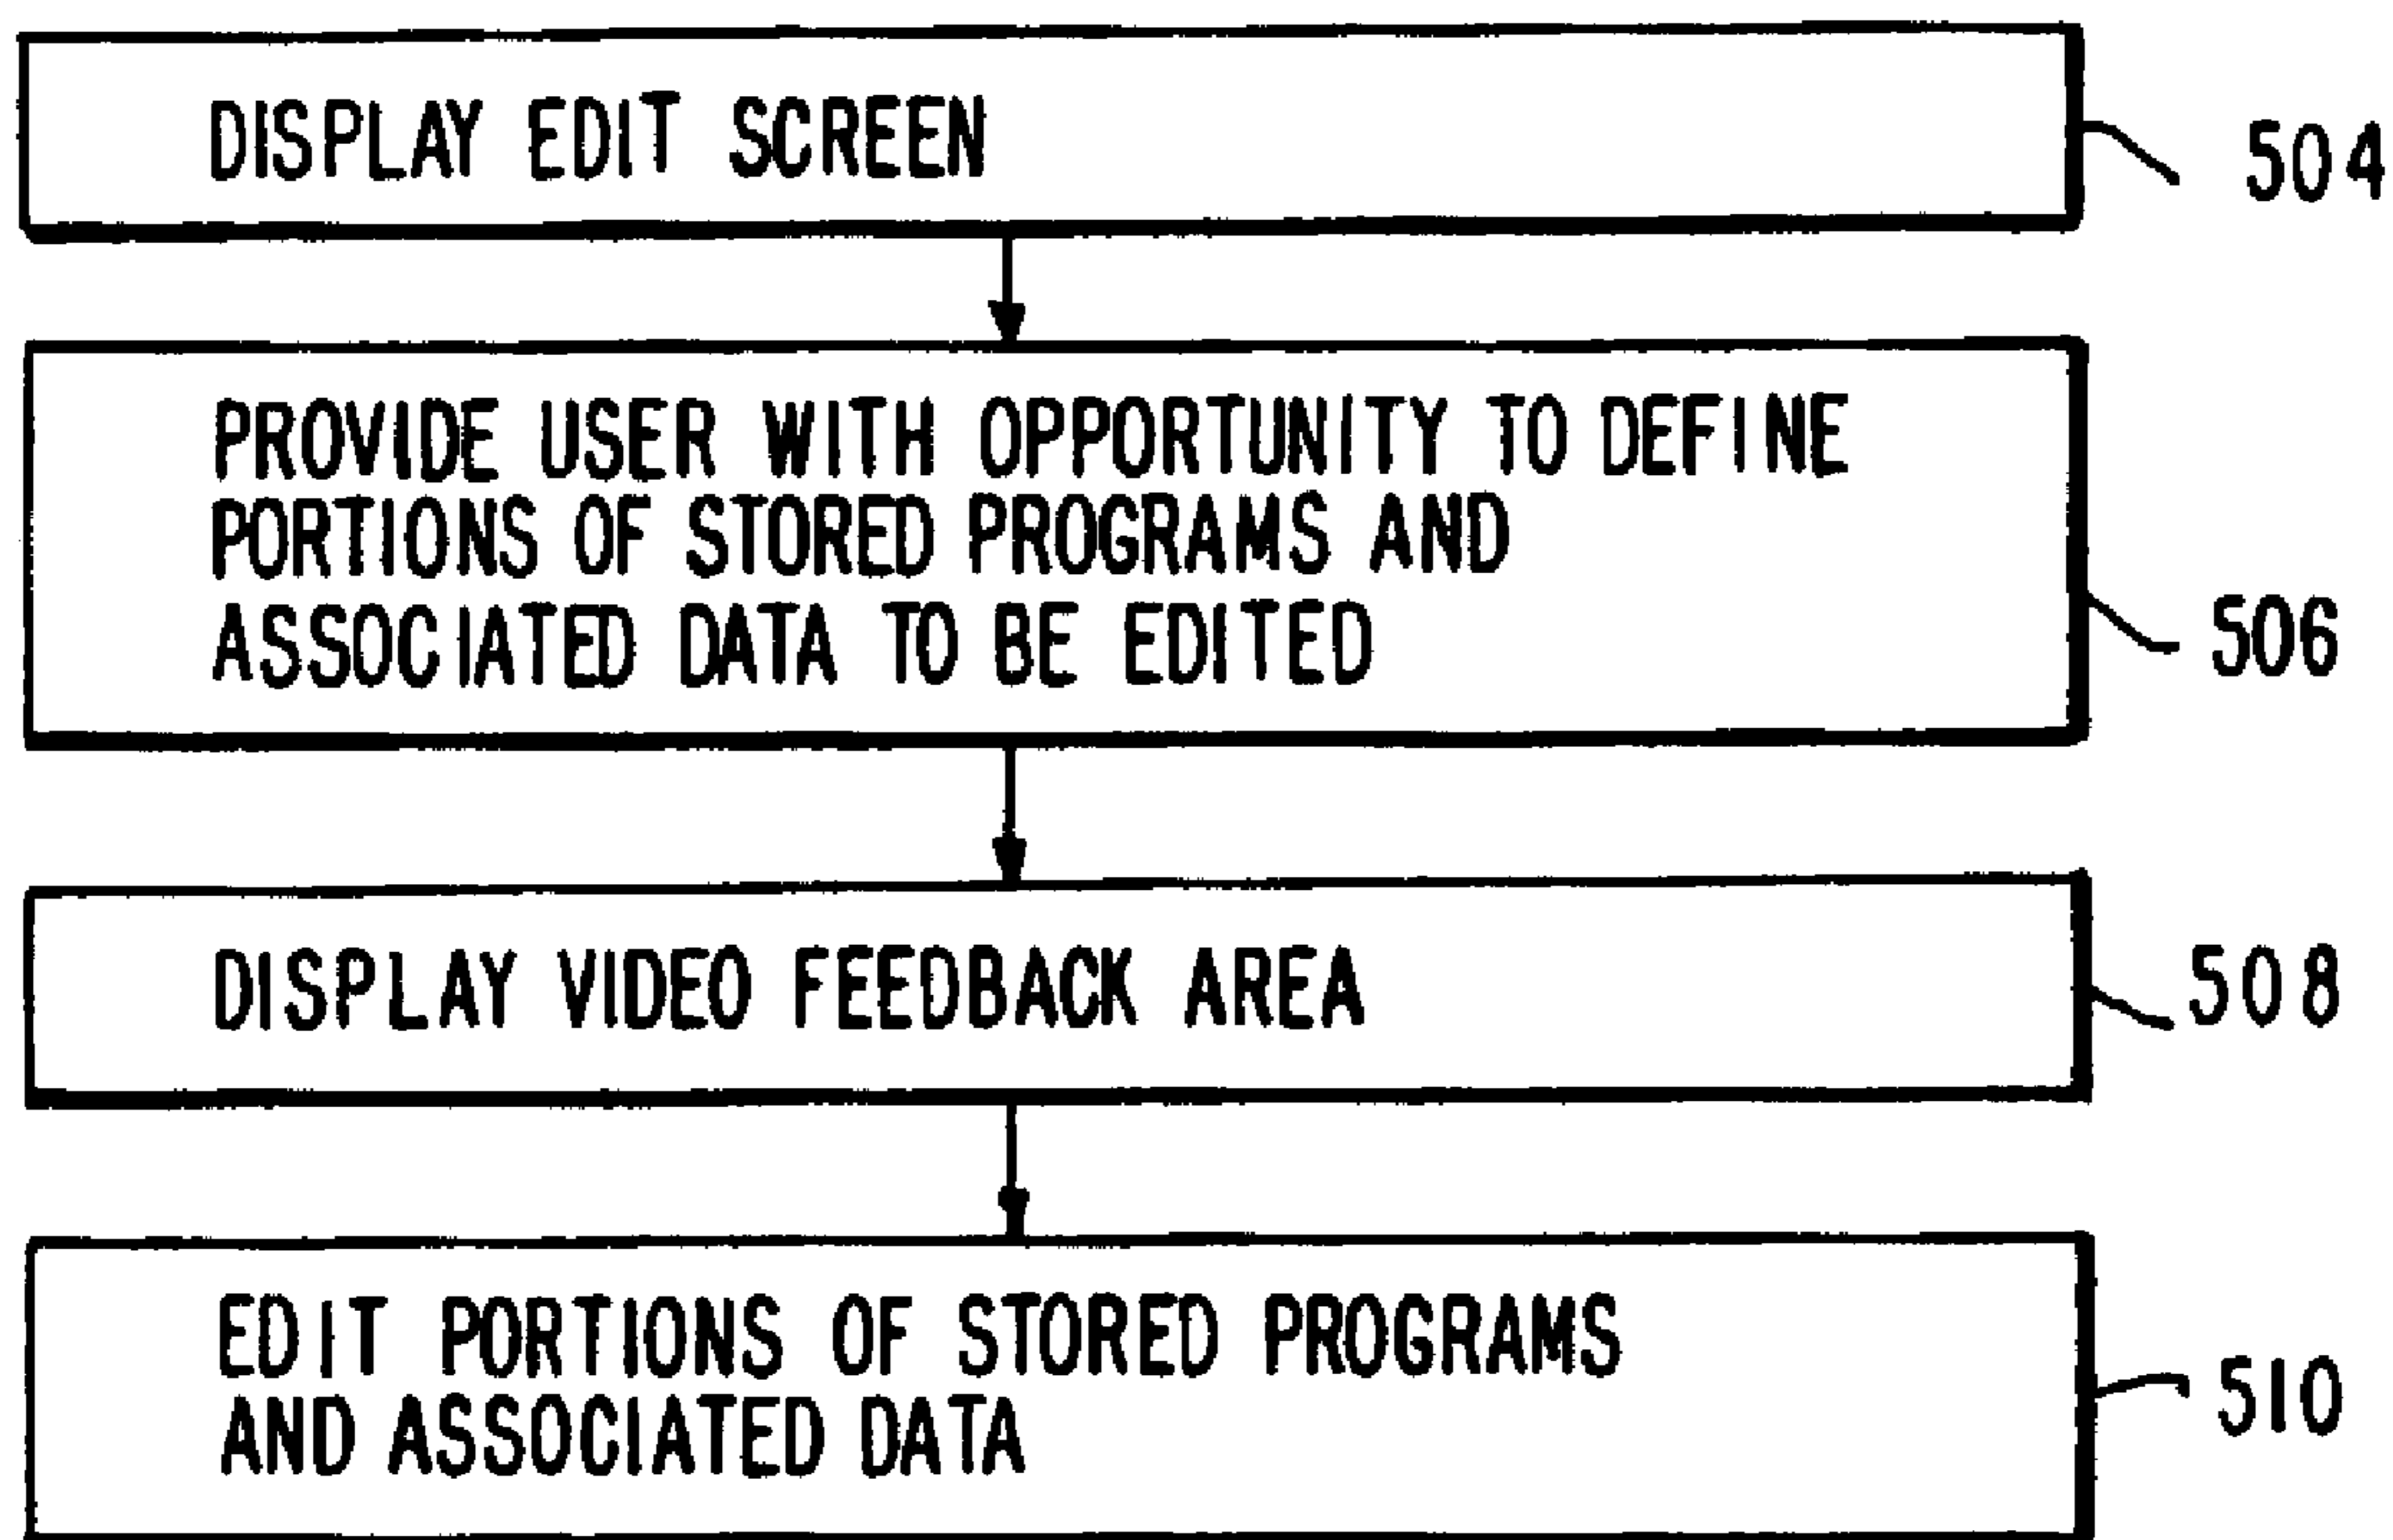 DISPLAY EDIT SCREEN
504
PROVIDE USER WITH OPPORTUNITY TO DEFINE
PORTIONS OF STORED PROGRAMS AND
ASSOCIATED DATA TO BE EDITED
506
DISPLAY VIDEO FEEDBACK AREA
508
EDIT PORTIONS OF STORED PROGRAMS
AND ASSOCIATED DATA
510